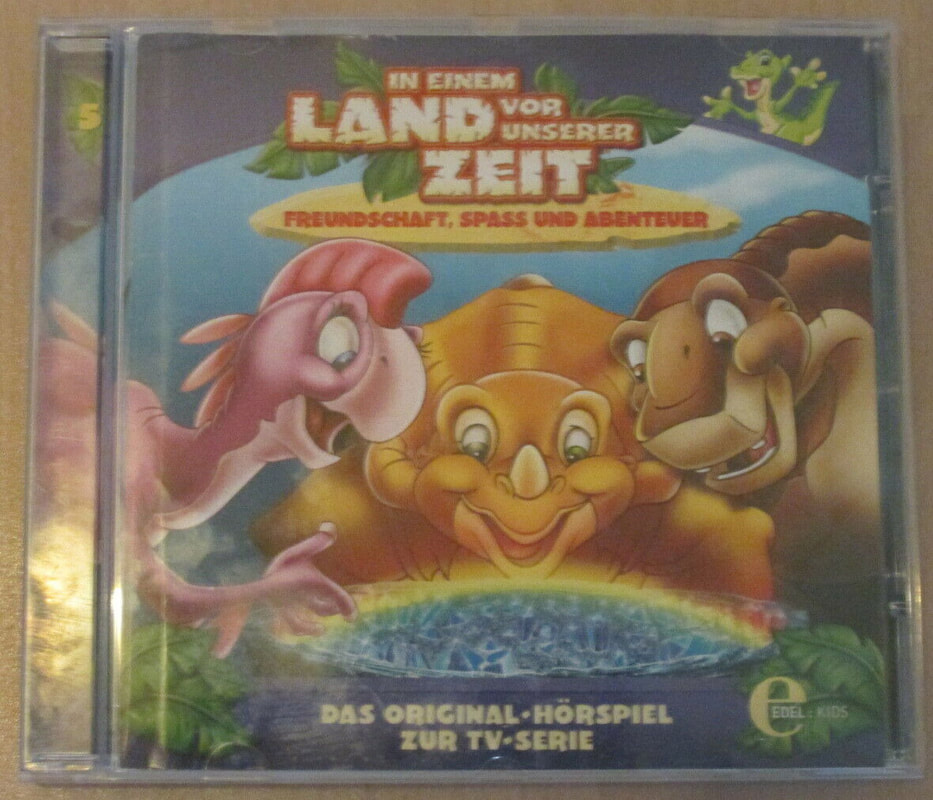 5
IN EINEM
LAND VOR
UNSERER
ZEIT
FREUNDSCHAFT, SPASS UND ABENTEUER
DAS ORIGINAL-HÖRSPIEL
ZUR TV-SERIE
e
EDEL:KIDS